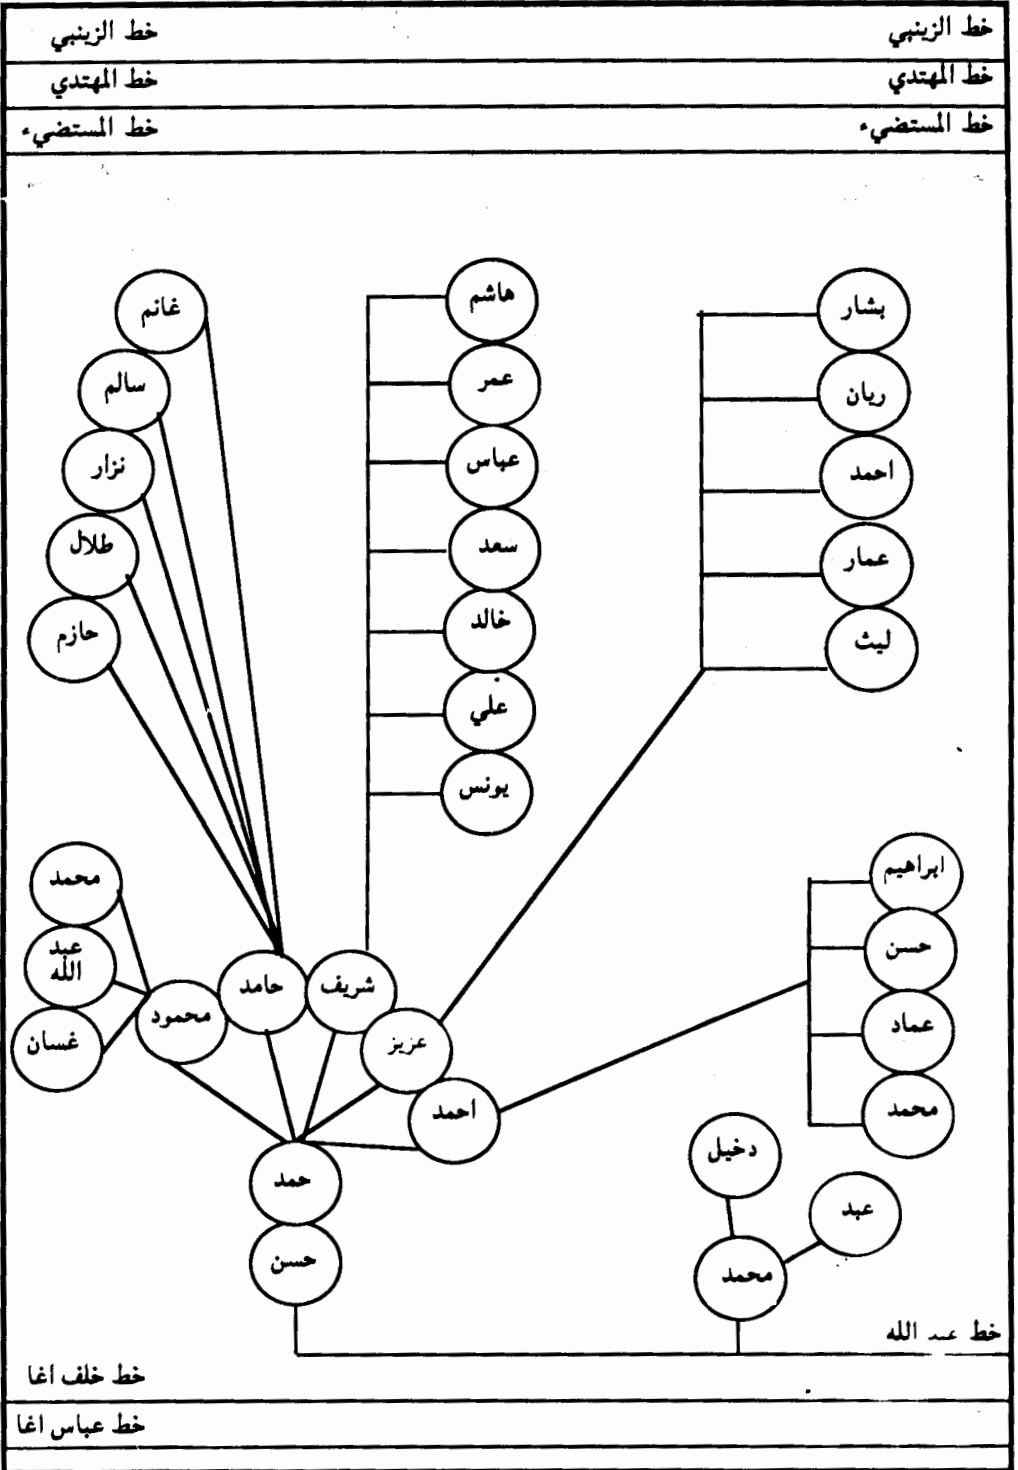 خط الزينبي
خط الزينبي
خط المهتدي
خط المهتدي
خط المستضيء
خط المستضيء
بشار
ريان
احمد
عمار
ليث
هاشم
عمر
عباس
سعد
خالد
علي
يونس
غانم
سالم
نزار
طلال
حازم
ابراهيم
حسن
عماد
محمد
محمد
عبد
الله
غسان
محمود
حامد
شريف
عزيز
احمد
حمد
حسن
دخيل
عبد
محمد
خط عبد الله
خط خلف اغا
خط عباس اغا